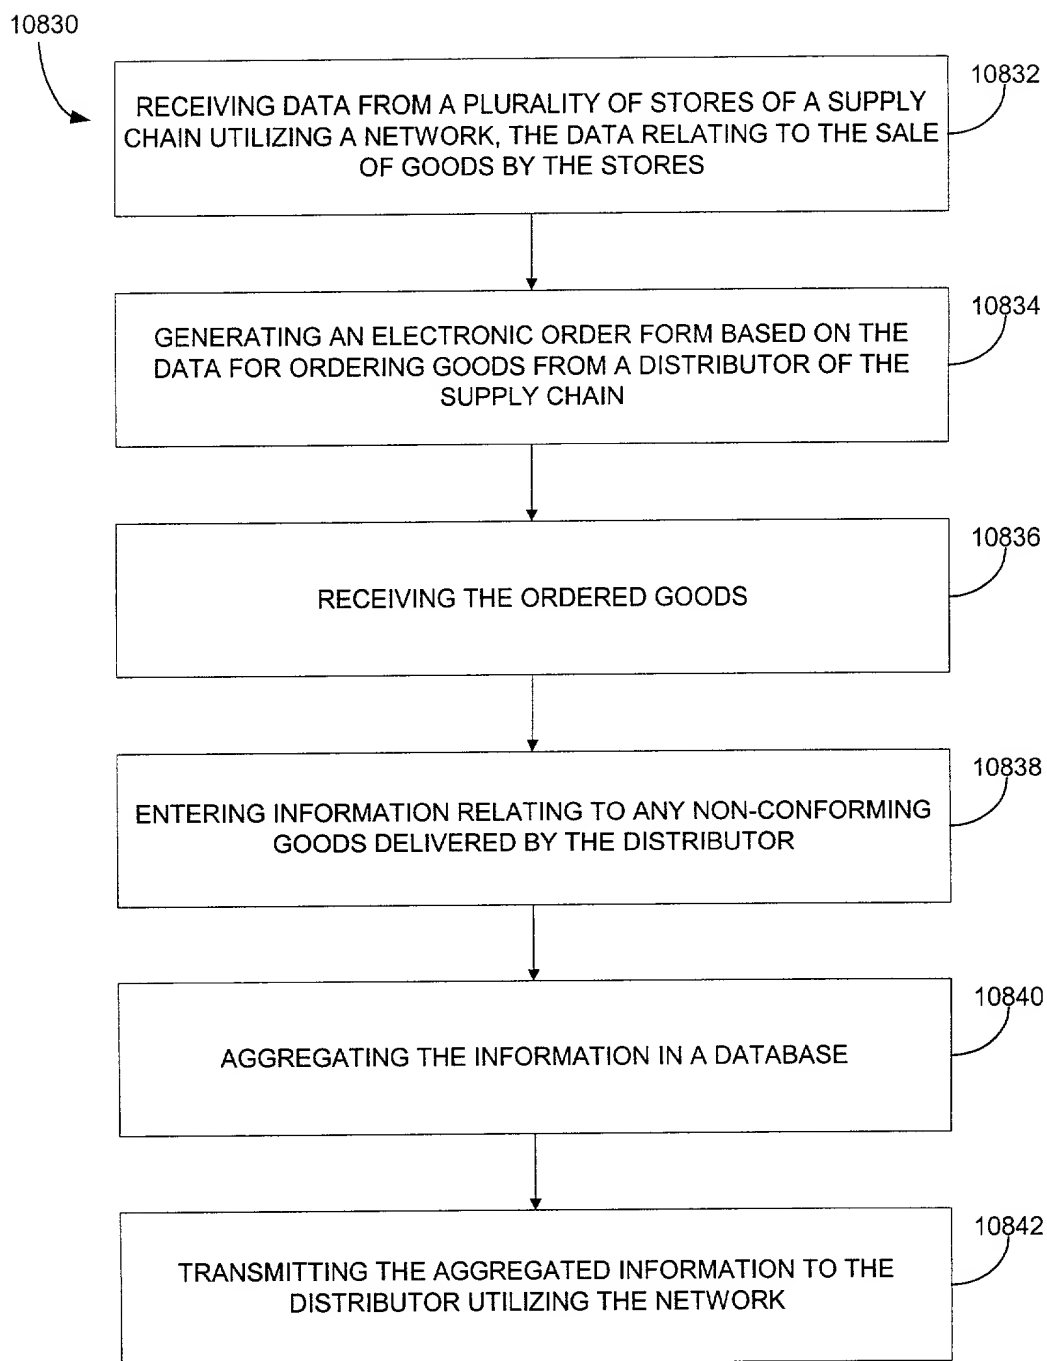 10830
10832
RECEIVING DATA FROM A PLURALITY OF STORES OF A SUPPLY
CHAIN UTILIZING A NETWORK, THE DATA RELATING TO THE SALE
OF GOODS BY THE STORES
10834
GENERATING AN ELECTRONIC ORDER FORM BASED ON THE
DATA FOR ORDERING GOODS FROM A DISTRIBUTOR OF THE
SUPPLY CHAIN
10836
RECEIVING THE ORDERED GOODS
10838
ENTERING INFORMATION RELATING TO ANY NON-CONFORMING
GOODS DELIVERED BY THE DISTRIBUTOR
10840
AGGREGATING THE INFORMATION IN A DATABASE
10842
TRANSMITTING THE AGGREGATED INFORMATION TO THE
DISTRIBUTOR UTILIZING THE NETWORK